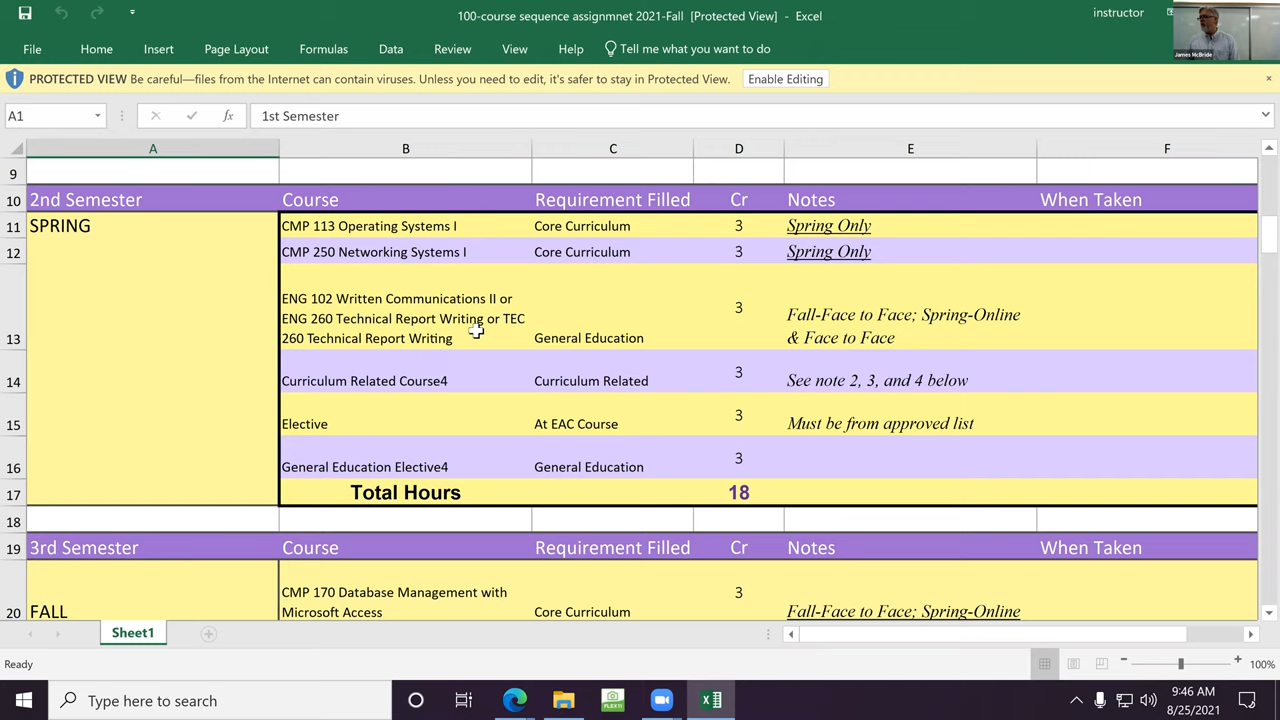 100-course sequence assignmnet 2021-Fall [Protected View] - Excel
instructor
James McBride
File Home Insert Page Layout Formulas Data Review View Help Tell me what you want to do
PROTECTED VIEW Be careful—files from the Internet can contain viruses. Unless you need to edit, it's safer to stay in Protected View. Enable Editing
A1 fx 1st Semester
A B C D E F
9
10 2nd Semester Course Requirement Filled Cr Notes When Taken
11 SPRING CMP 113 Operating Systems I Core Curriculum 3 Spring Only
12 CMP 250 Networking Systems I Core Curriculum 3 Spring Only
ENG 102 Written Communications II or 3 Fall-Face to Face; Spring-Online
ENG 260 Technical Report Writing or TEC
13 260 Technical Report Writing General Education & Face to Face
14 Curriculum Related Course4 Curriculum Related 3 See note 2, 3, and 4 below
15 Elective At EAC Course 3 Must be from approved list
16 General Education Elective4 General Education 3
17 Total Hours 18
18
19 3rd Semester Course Requirement Filled Cr Notes When Taken
CMP 170 Database Management with 3
20 FALL Microsoft Access Core Curriculum Fall-Face to Face; Spring-Online
Sheet1
Ready 100%
Type here to search
PLEX11
9:46 AM
8/25/2021